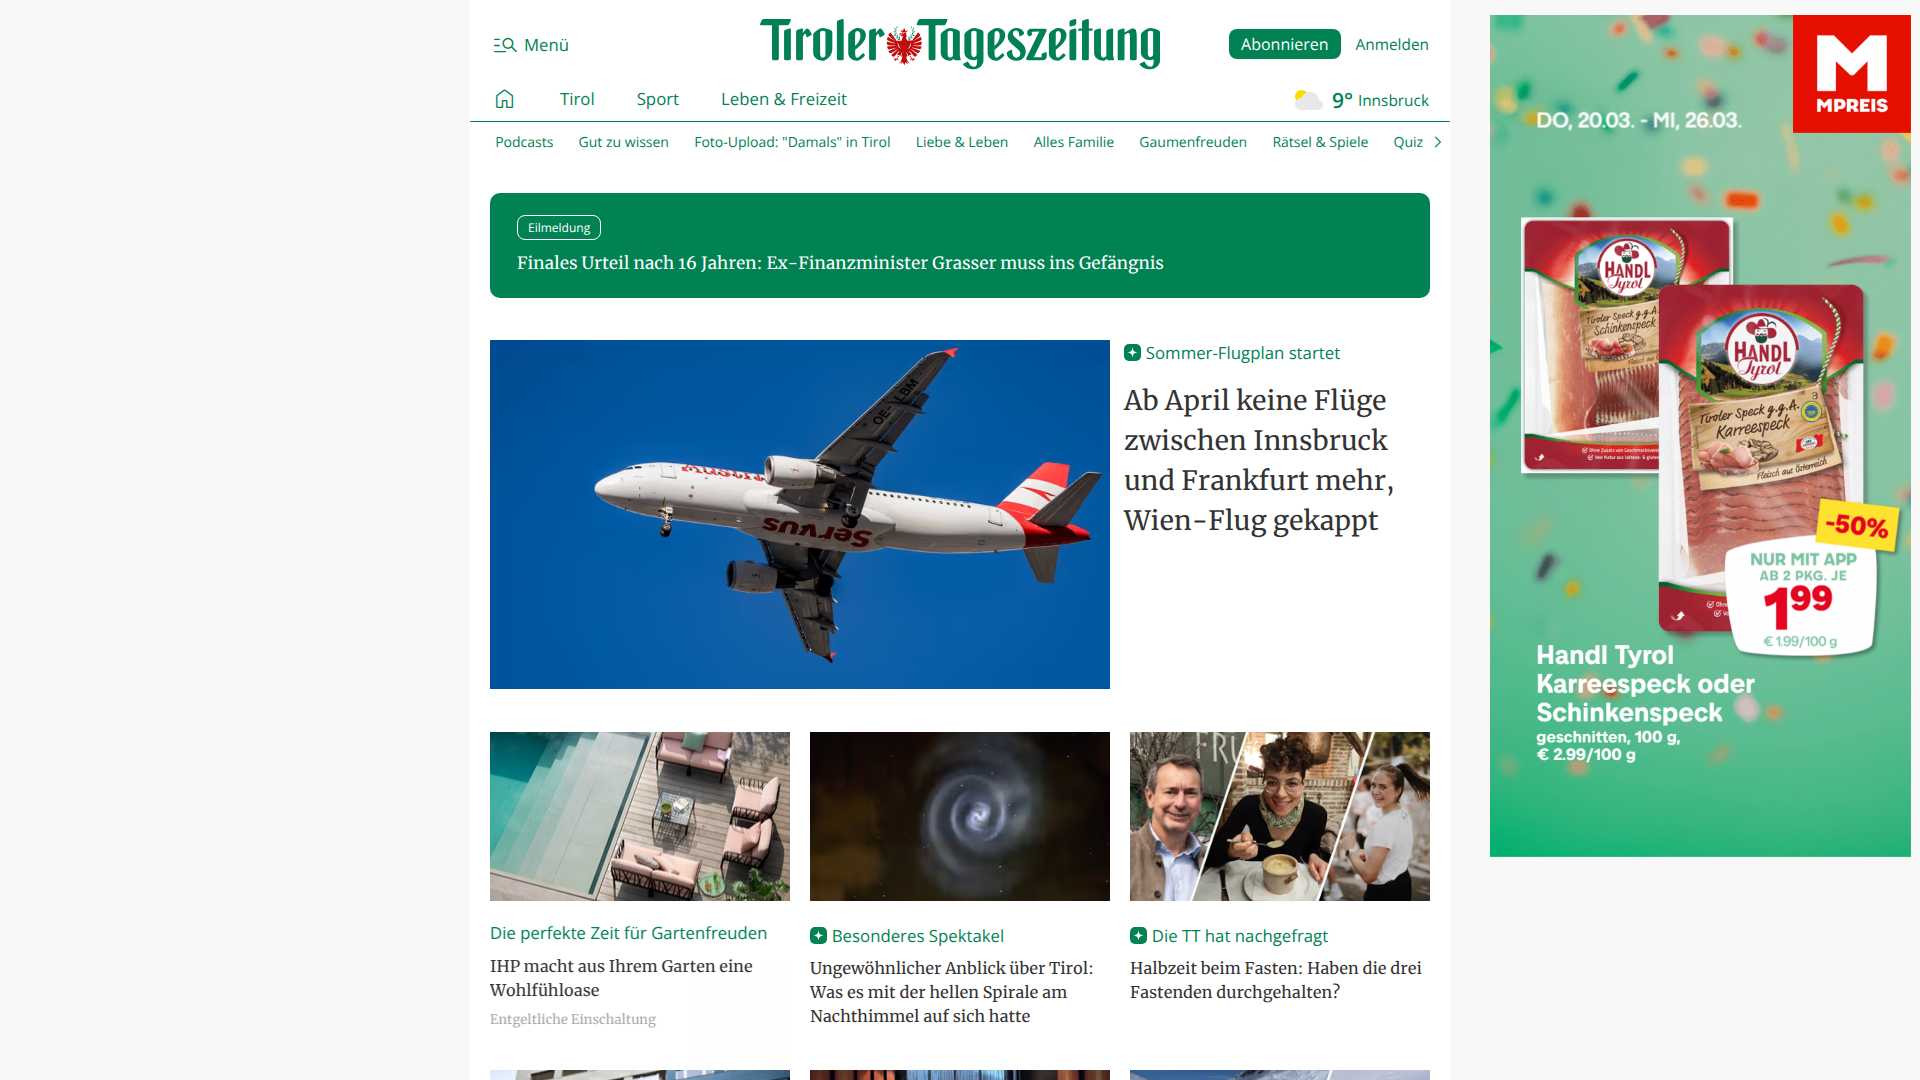 Menü
Tiroler Tageszeitung
Abonnieren
Anmelden
Tirol
Sport
Leben & Freizeit
9° Innsbruck
Podcasts
Gut zu wissen
Foto-Upload: "Damals" in Tirol
Liebe & Leben
Alles Familie
Gaumenfreuden
Rätsel & Spiele
Quiz
Eilmeldung
Finales Urteil nach 16 Jahren: Ex-Finanzminister Grasser muss ins Gefängnis
OE-LBM
Austrian
Servus
Sommer-Flugplan startet
Ab April keine Flüge
zwischen Innsbruck
und Frankfurt mehr,
Wien-Flug gekappt
Die perfekte Zeit für Gartenfreuden
IHP macht aus Ihrem Garten eine
Wohlfühloase
Entgeltliche Einschaltung
Besonderes Spektakel
Ungewöhnlicher Anblick über Tirol:
Was es mit der hellen Spirale am
Nachthimmel auf sich hatte
Die TT hat nachgefragt
Halbzeit beim Fasten: Haben die drei
Fastenden durchgehalten?
M
MPREIS
DO, 20.03. - MI, 26.03.
HANDL
Tyrol
Tiroler Speck g.g.A.
Schinkenspeck
HANDL
Tyrol
Tiroler Speck g.g.A.
Karreespeck
Fleisch aus Österreich
-50%
NUR MIT APP
AB 2 PKG. JE
1.99
€ 1.99/100 g
Handl Tyrol
Karreespeck oder
Schinkenspeck
geschnitten, 100 g,
€ 2.99/100 g